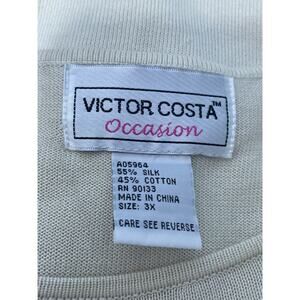 VICTOR COSTA™
Occasion
A05964
55% SILK
45% COTTON
RN 90133
MADE IN CHINA
SIZE: 3X
CARE SEE REVERSE